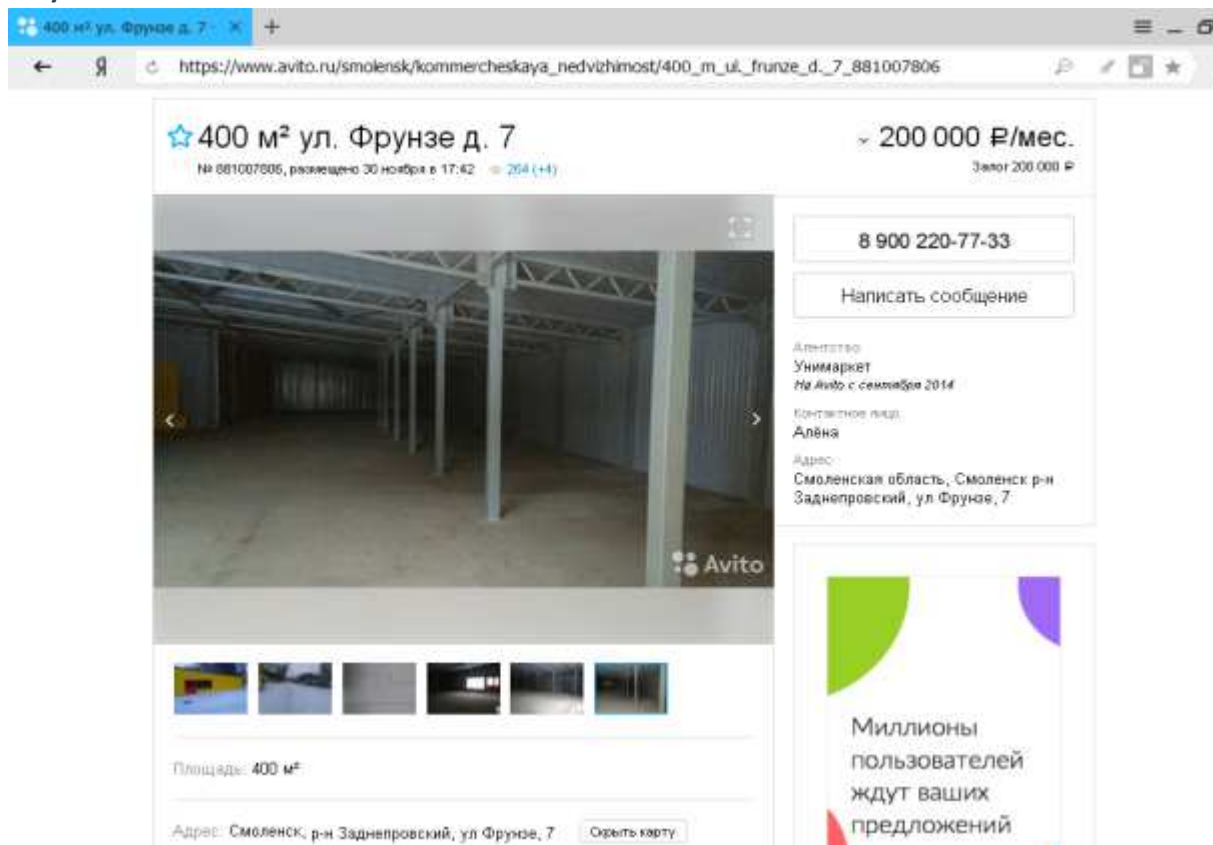 400 м² ул. Фрунзе д. 7 -
https://www.avito.ru/smolensk/kommercheskaya_nedvizhimost/400_m_ul._frunze_d._7_881007806
400 м² ул. Фрунзе д. 7
200 000 ₽/мес.
№ 881007806, размещено 30 ноября в 17:42 264 (+4)
Залог 200 000 ₽
8 900 220-77-33
Написать сообщение
Агентство
Унимаркет
На Avito с сентября 2014
Контактное лицо
Алёна
Адрес
Смоленская область, Смоленск р-н
Заднепровский, ул Фрунзе, 7
Avito
Миллионы
пользователей
ждут ваших
предложений
Площадь: 400 м²
Адрес: Смоленск, р-н Заднепровский, ул Фрунзе, 7 Скрыть карту